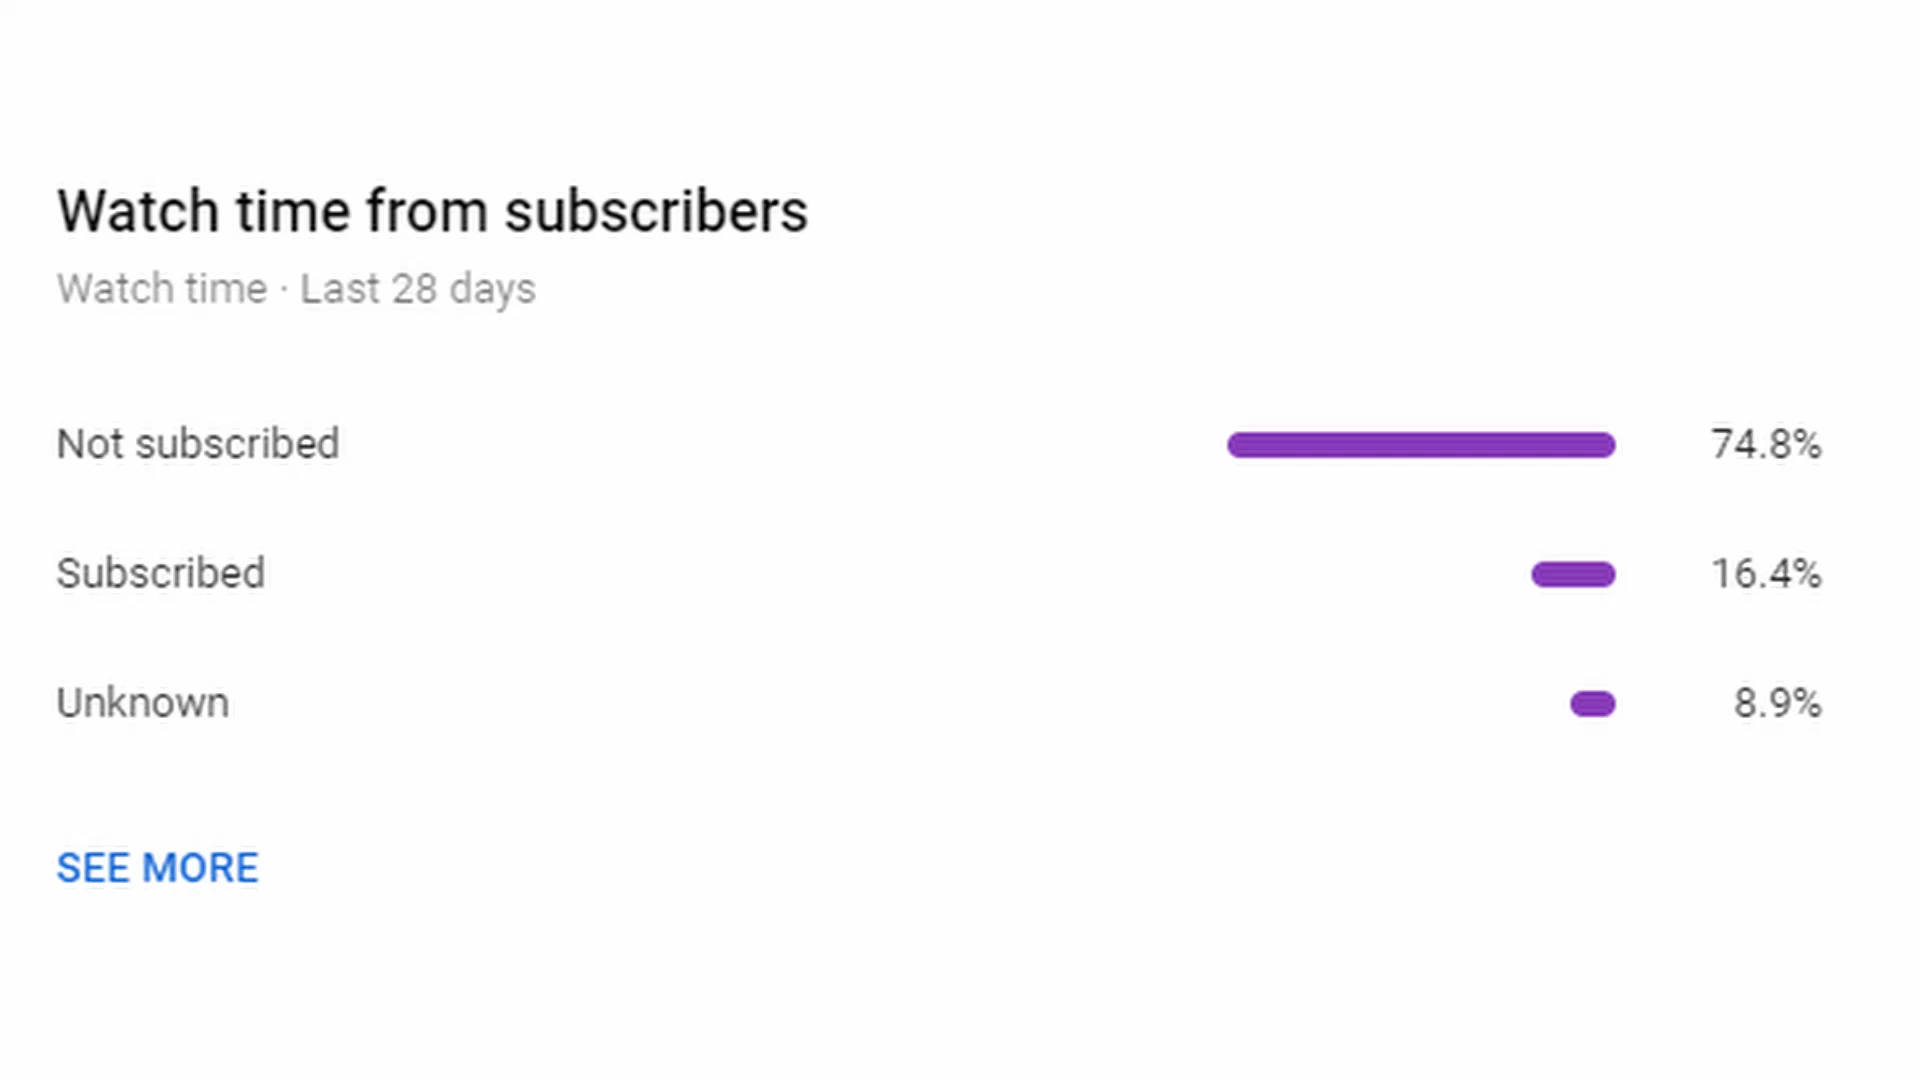 Watch time from subscribers
Watch time · Last 28 days
Not subscribed 74.8%
Subscribed 16.4%
Unknown 8.9%
SEE MORE